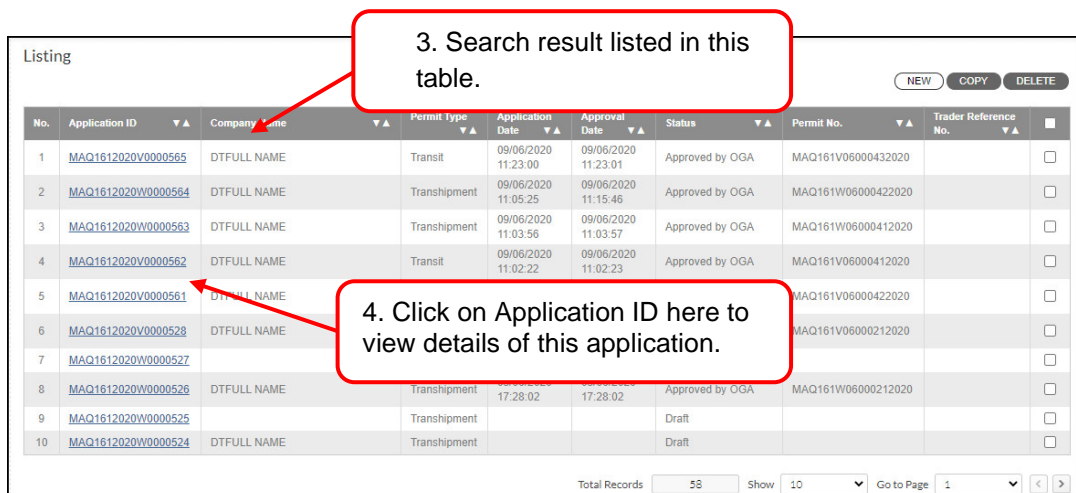 3. Search result listed in this
table.
Listing
NEW COPY DELETE
No. Application ID ▼▲ Company Name ▼▲ Permit Type ▼▲ Application Date ▼▲ Approval Date ▼▲ Status ▼▲ Permit No. ▼▲ Trader Reference No. ▼▲
1 MAQ1612020V0000565 DTFULL NAME Transit 09/06/2020 11:23:00 09/06/2020 11:23:01 Approved by OGA MAQ161V06000432020
2 MAQ1612020W0000564 DTFULL NAME Transhipment 09/06/2020 11:05:25 09/06/2020 11:15:46 Approved by OGA MAQ161W06000422020
3 MAQ1612020W0000563 DTFULL NAME Transhipment 09/06/2020 11:03:56 09/06/2020 11:03:57 Approved by OGA MAQ161W06000412020
4 MAQ1612020V0000562 DTFULL NAME Transit 09/06/2020 11:02:22 09/06/2020 11:02:23 Approved by OGA MAQ161V06000412020
5 MAQ1612020V0000561 DTFULL NAME MAQ161V06000422020
4. Click on Application ID here to
view details of this application.
6 MAQ1612020V0000528 DTFULL NAME MAQ161V06000212020
7 MAQ1612020W0000527
8 MAQ1612020W0000526 DTFULL NAME Transhipment 17:28:02 17:28:02 Approved by OGA MAQ161W06000212020
9 MAQ1612020W0000525 Transhipment Draft
10 MAQ1612020W0000524 DTFULL NAME Transhipment Draft
Total Records 58 Show 10 Go to Page 1 < >